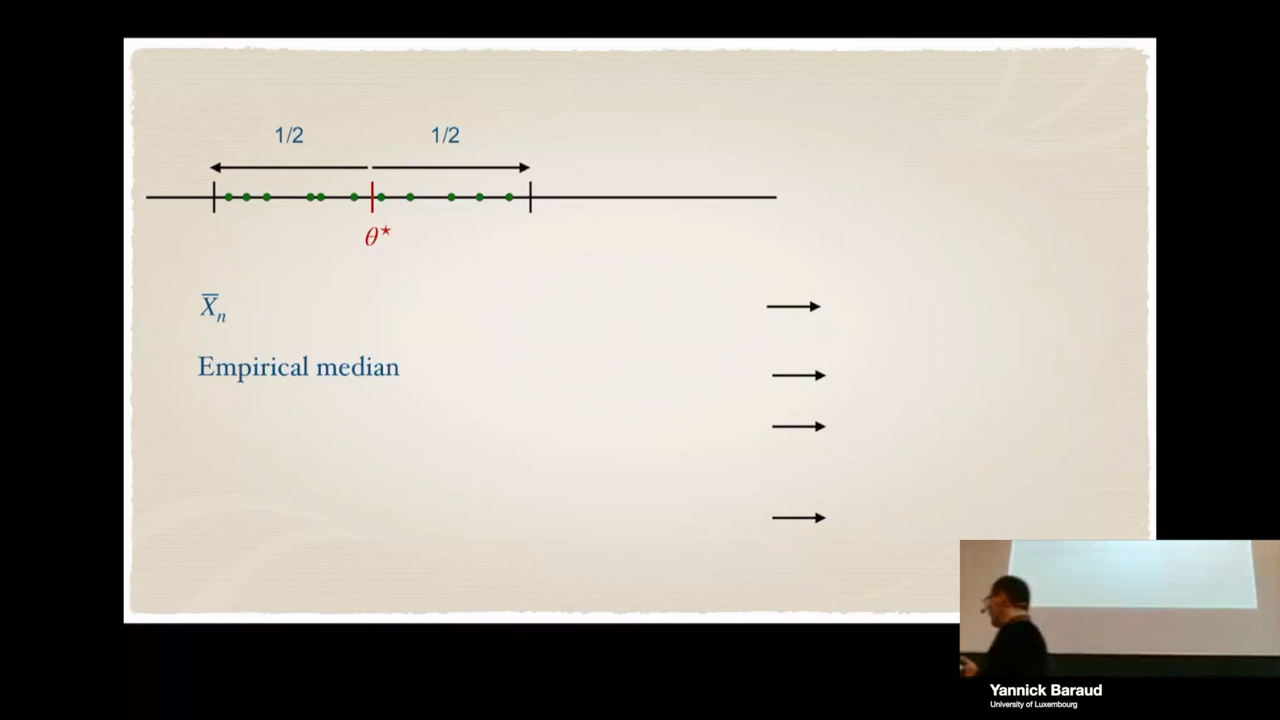 1/2 1/2
θ*
X̅ₙ
Empirical median
Yannick Baraud
University of Luxembourg